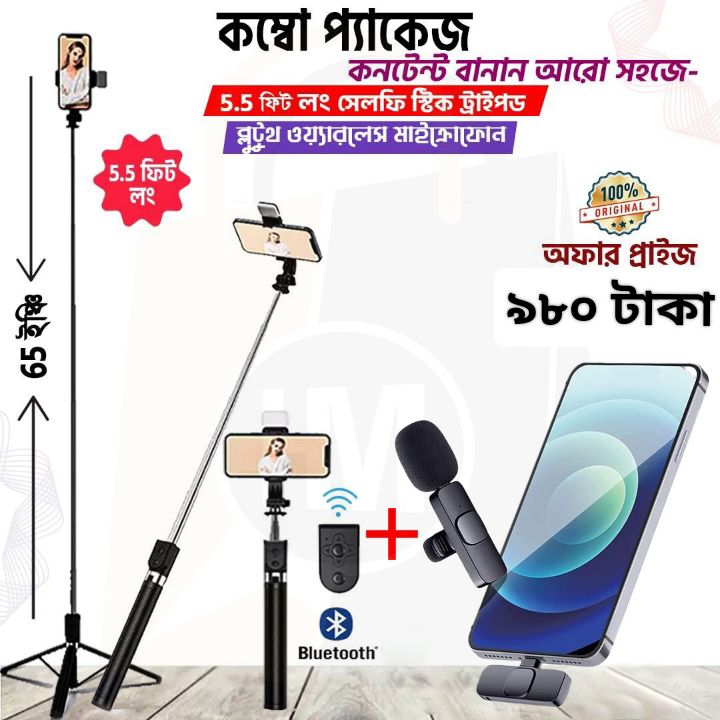 কম্বো প্যাকেজ
কনটেন্ট বানান আরো সহজে-
5.5 ফিট লং সেলফি স্টিক ট্রাইপড
ব্লুটুথ ওয়্যারলেস মাইক্রোফোন
5.5 ফিট
লং
100%
ORIGINAL
অফার প্রাইজ
৯৮০ টাকা
65 ইঞ্চি
Bluetooth
HM